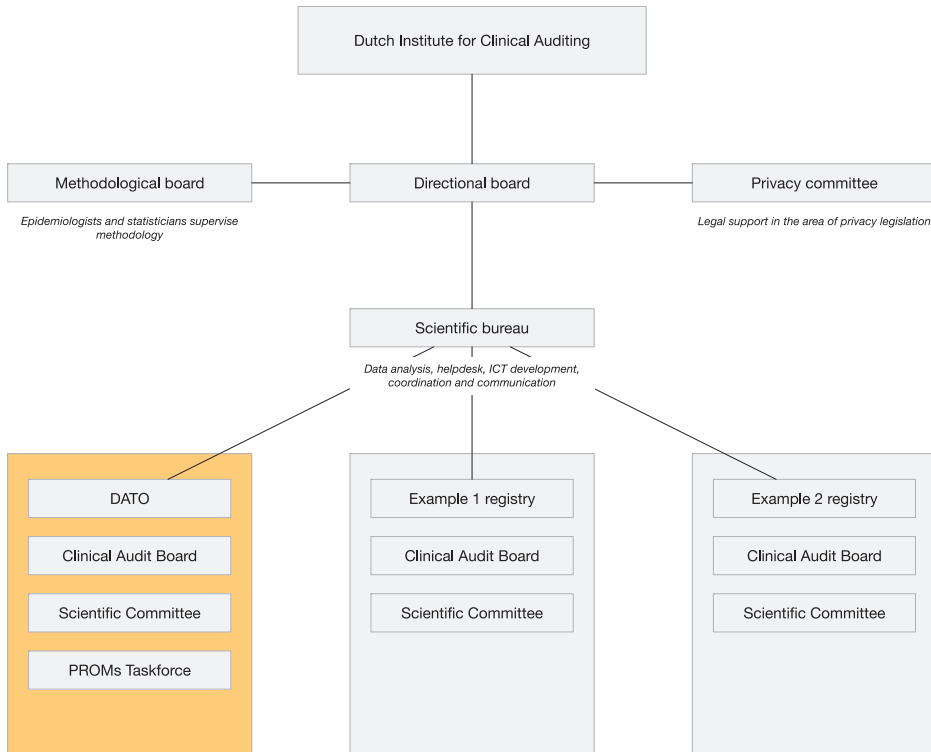 Dutch Institute for Clinical Auditing
Methodological board
Directional board
Privacy committee
Epidemiologists and statisticians supervise
methodology
Legal support in the area of privacy legislation
Scientific bureau
Data analysis, helpdesk, ICT development,
coordination and communication
DATO
Clinical Audit Board
Scientific Committee
PROMs Taskforce
Example 1 registry
Clinical Audit Board
Scientific Committee
Example 2 registry
Clinical Audit Board
Scientific Committee